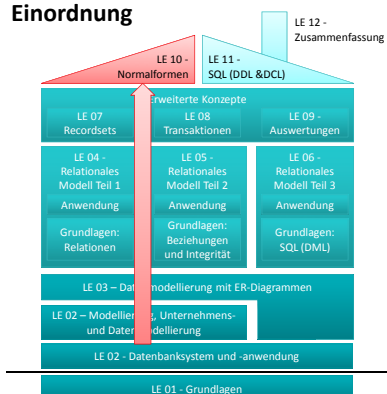 Einordnung
LE 12 -
Zusammenfassung
LE 10 -
Normalformen
LE 11 -
SQL (DDL &DCL)
Erweiterte Konzepte
LE 07
Recordsets
LE 08
Transaktionen
LE 09 -
Auswertungen
LE 04 -
Relationales
Modell Teil 1
Anwendung
Grundlagen:
Relationen
LE 05 -
Relationales
Modell Teil 2
Anwendung
Grundlagen:
Beziehungen
und Integrität
LE 06 -
Relationales
Modell Teil 3
Anwendung
Grundlagen:
SQL (DML)
LE 03 – Datenmodellierung mit ER-Diagrammen
LE 02 – Modellierung, Unternehmens-
und Datenmodellierung
LE 02 - Datenbanksystem und -anwendung
LE 01 - Grundlagen